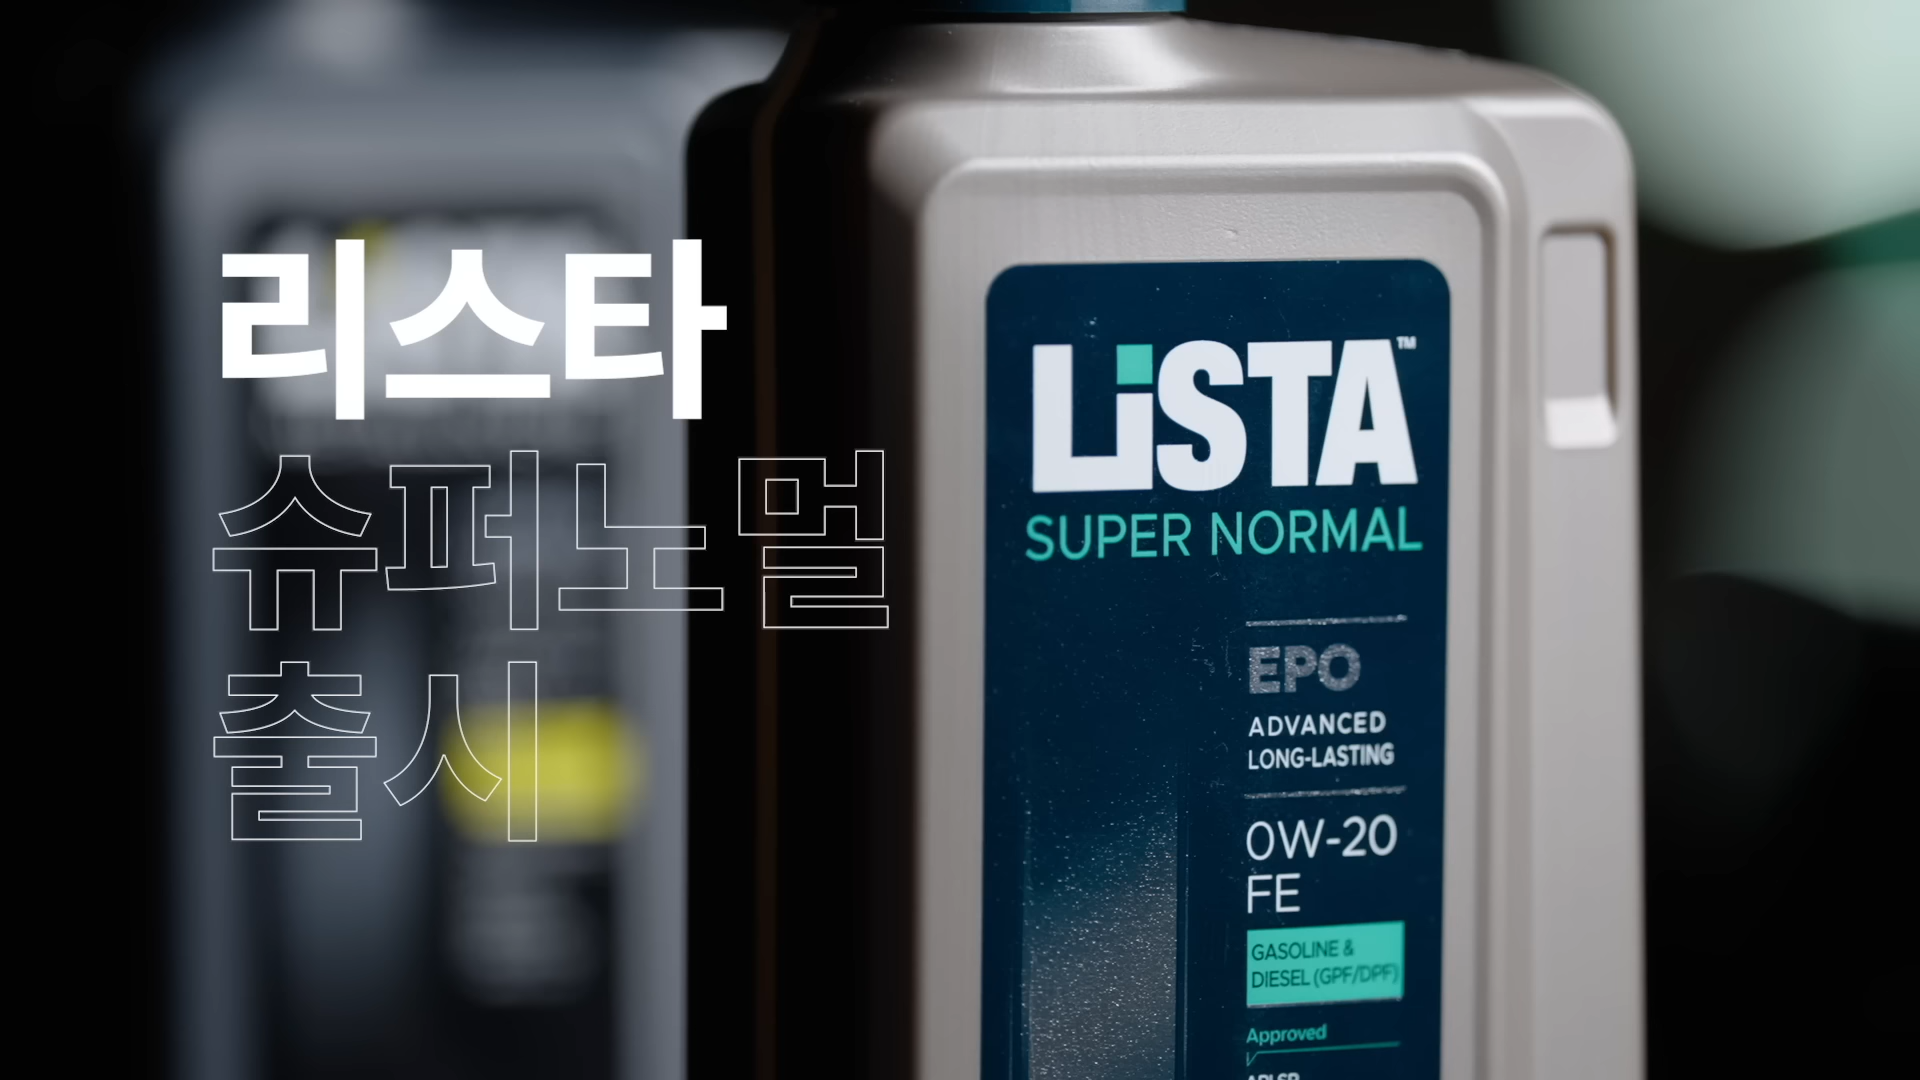 리스타
슈퍼노멀
출시
LiSTA™
SUPER NORMAL
EPO
ADVANCED
LONG-LASTING
0W-20
FE
GASOLINE &
DIESEL (GPF/DPF)
Approved